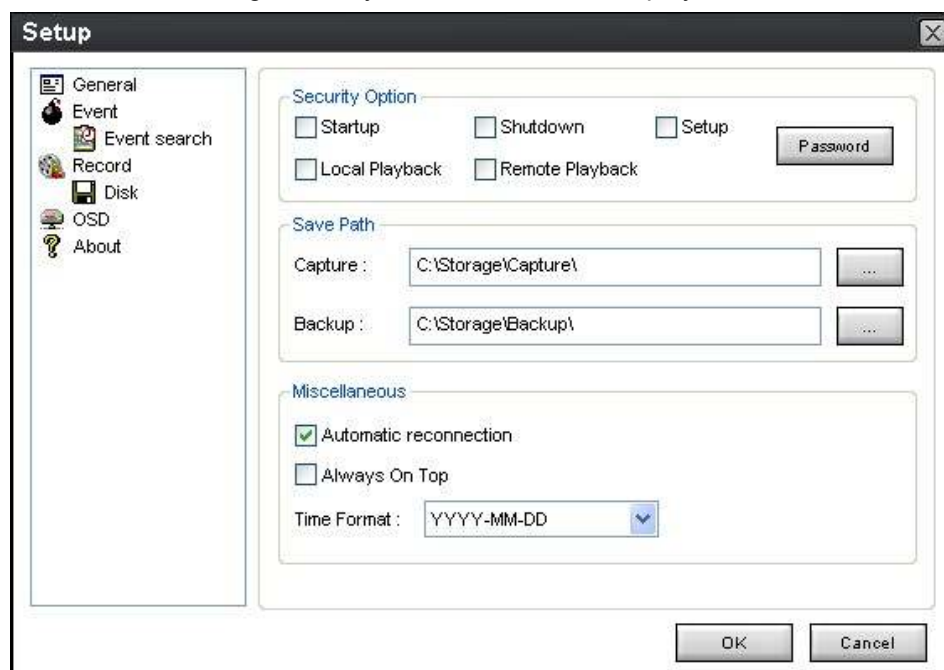 Setup
General
Event
Event search
Record
Disk
OSD
About
Security Option
Startup
Shutdown
Setup
Local Playback
Remote Playback
Password
Save Path
Capture :
C:\Storage\Capture\
...
Backup :
C:\Storage\Backup\
...
Miscellaneous
Automatic reconnection
Always On Top
Time Format :
YYYY-MM-DD
OK
Cancel